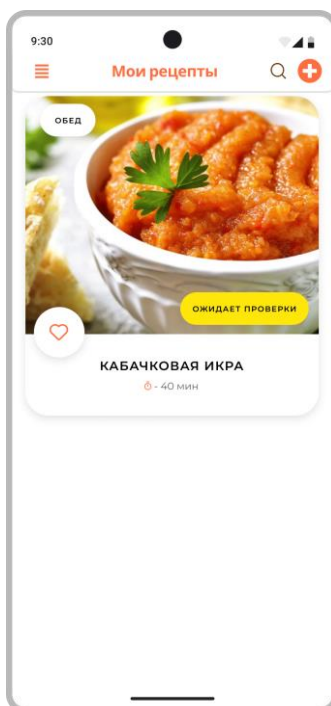 9:30
Мои рецепты
ОБЕД
ОЖИДАЕТ ПРОВЕРКИ
КАБАЧКОВАЯ ИКРА
- 40 мин